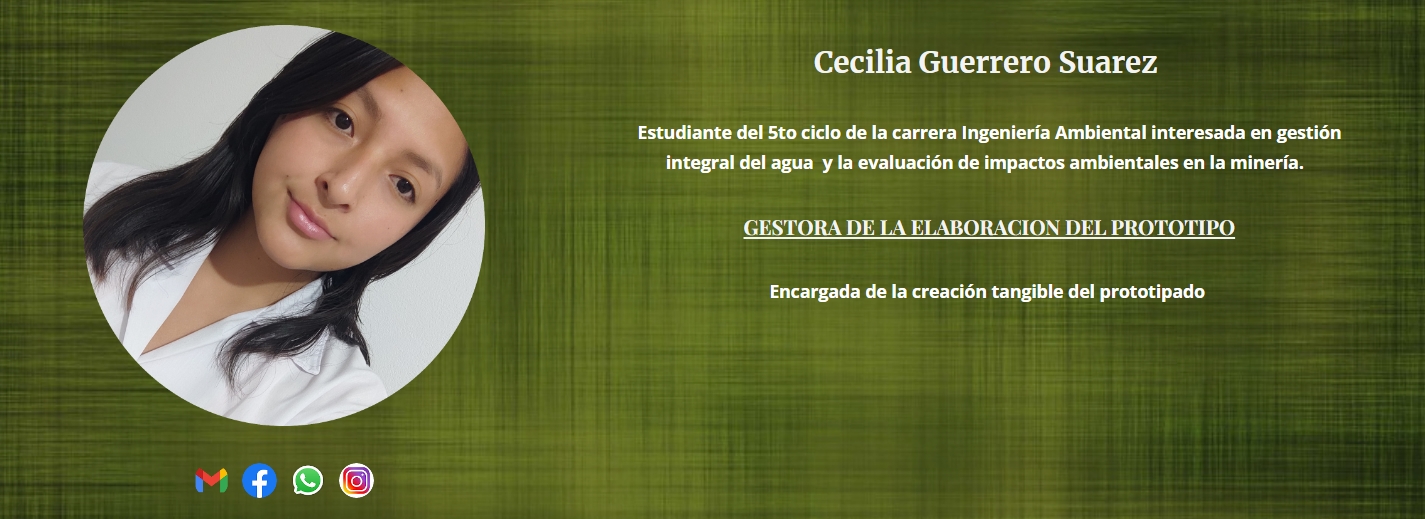 Cecilia Guerrero Suarez
Estudiante del 5to ciclo de la carrera Ingeniería Ambiental interesada en gestión
integral del agua  y la evaluación de impactos ambientales en la minería.
GESTORA DE LA ELABORACION DEL PROTOTIPO
Encargada de la creación tangible del prototipado